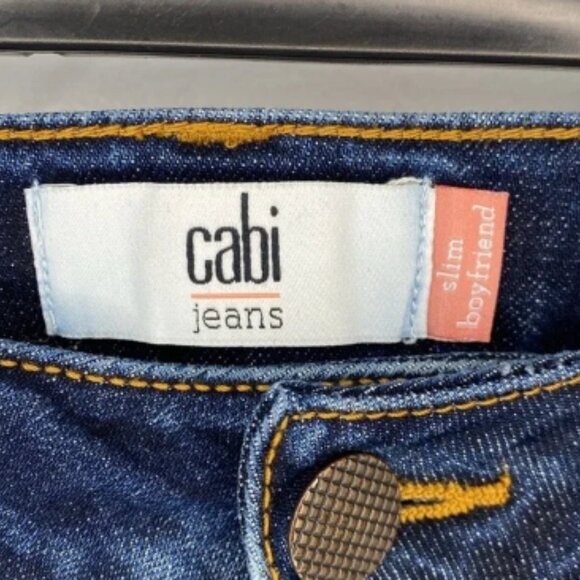 cabi
jeans
slim
boyfriend